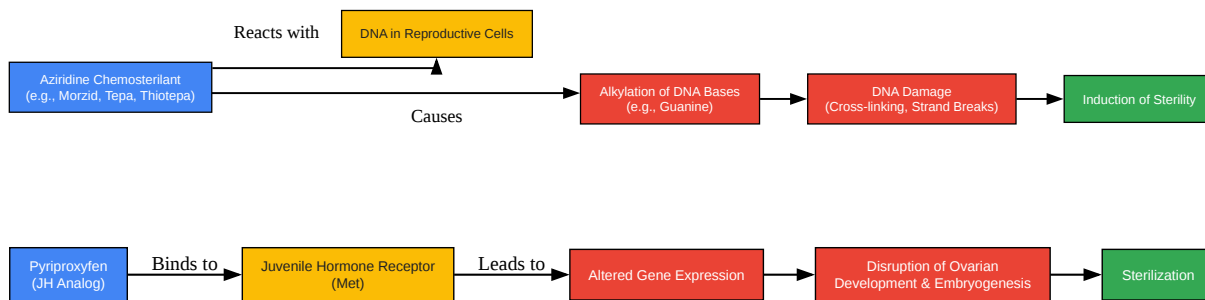 Reacts with
DNA in Reproductive Cells
Aziridine Chemosterilant
(e.g., Morzid, Tepa, Thiotepa)
Causes
Alkylation of DNA Bases
(e.g., Guanine)
DNA Damage
(Cross-linking, Strand Breaks)
Induction of Sterility
Pyriproxyfen
(JH Analog)
Binds to
Juvenile Hormone Receptor
(Met)
Leads to
Altered Gene Expression
Disruption of Ovarian
Development & Embryogenesis
Sterilization